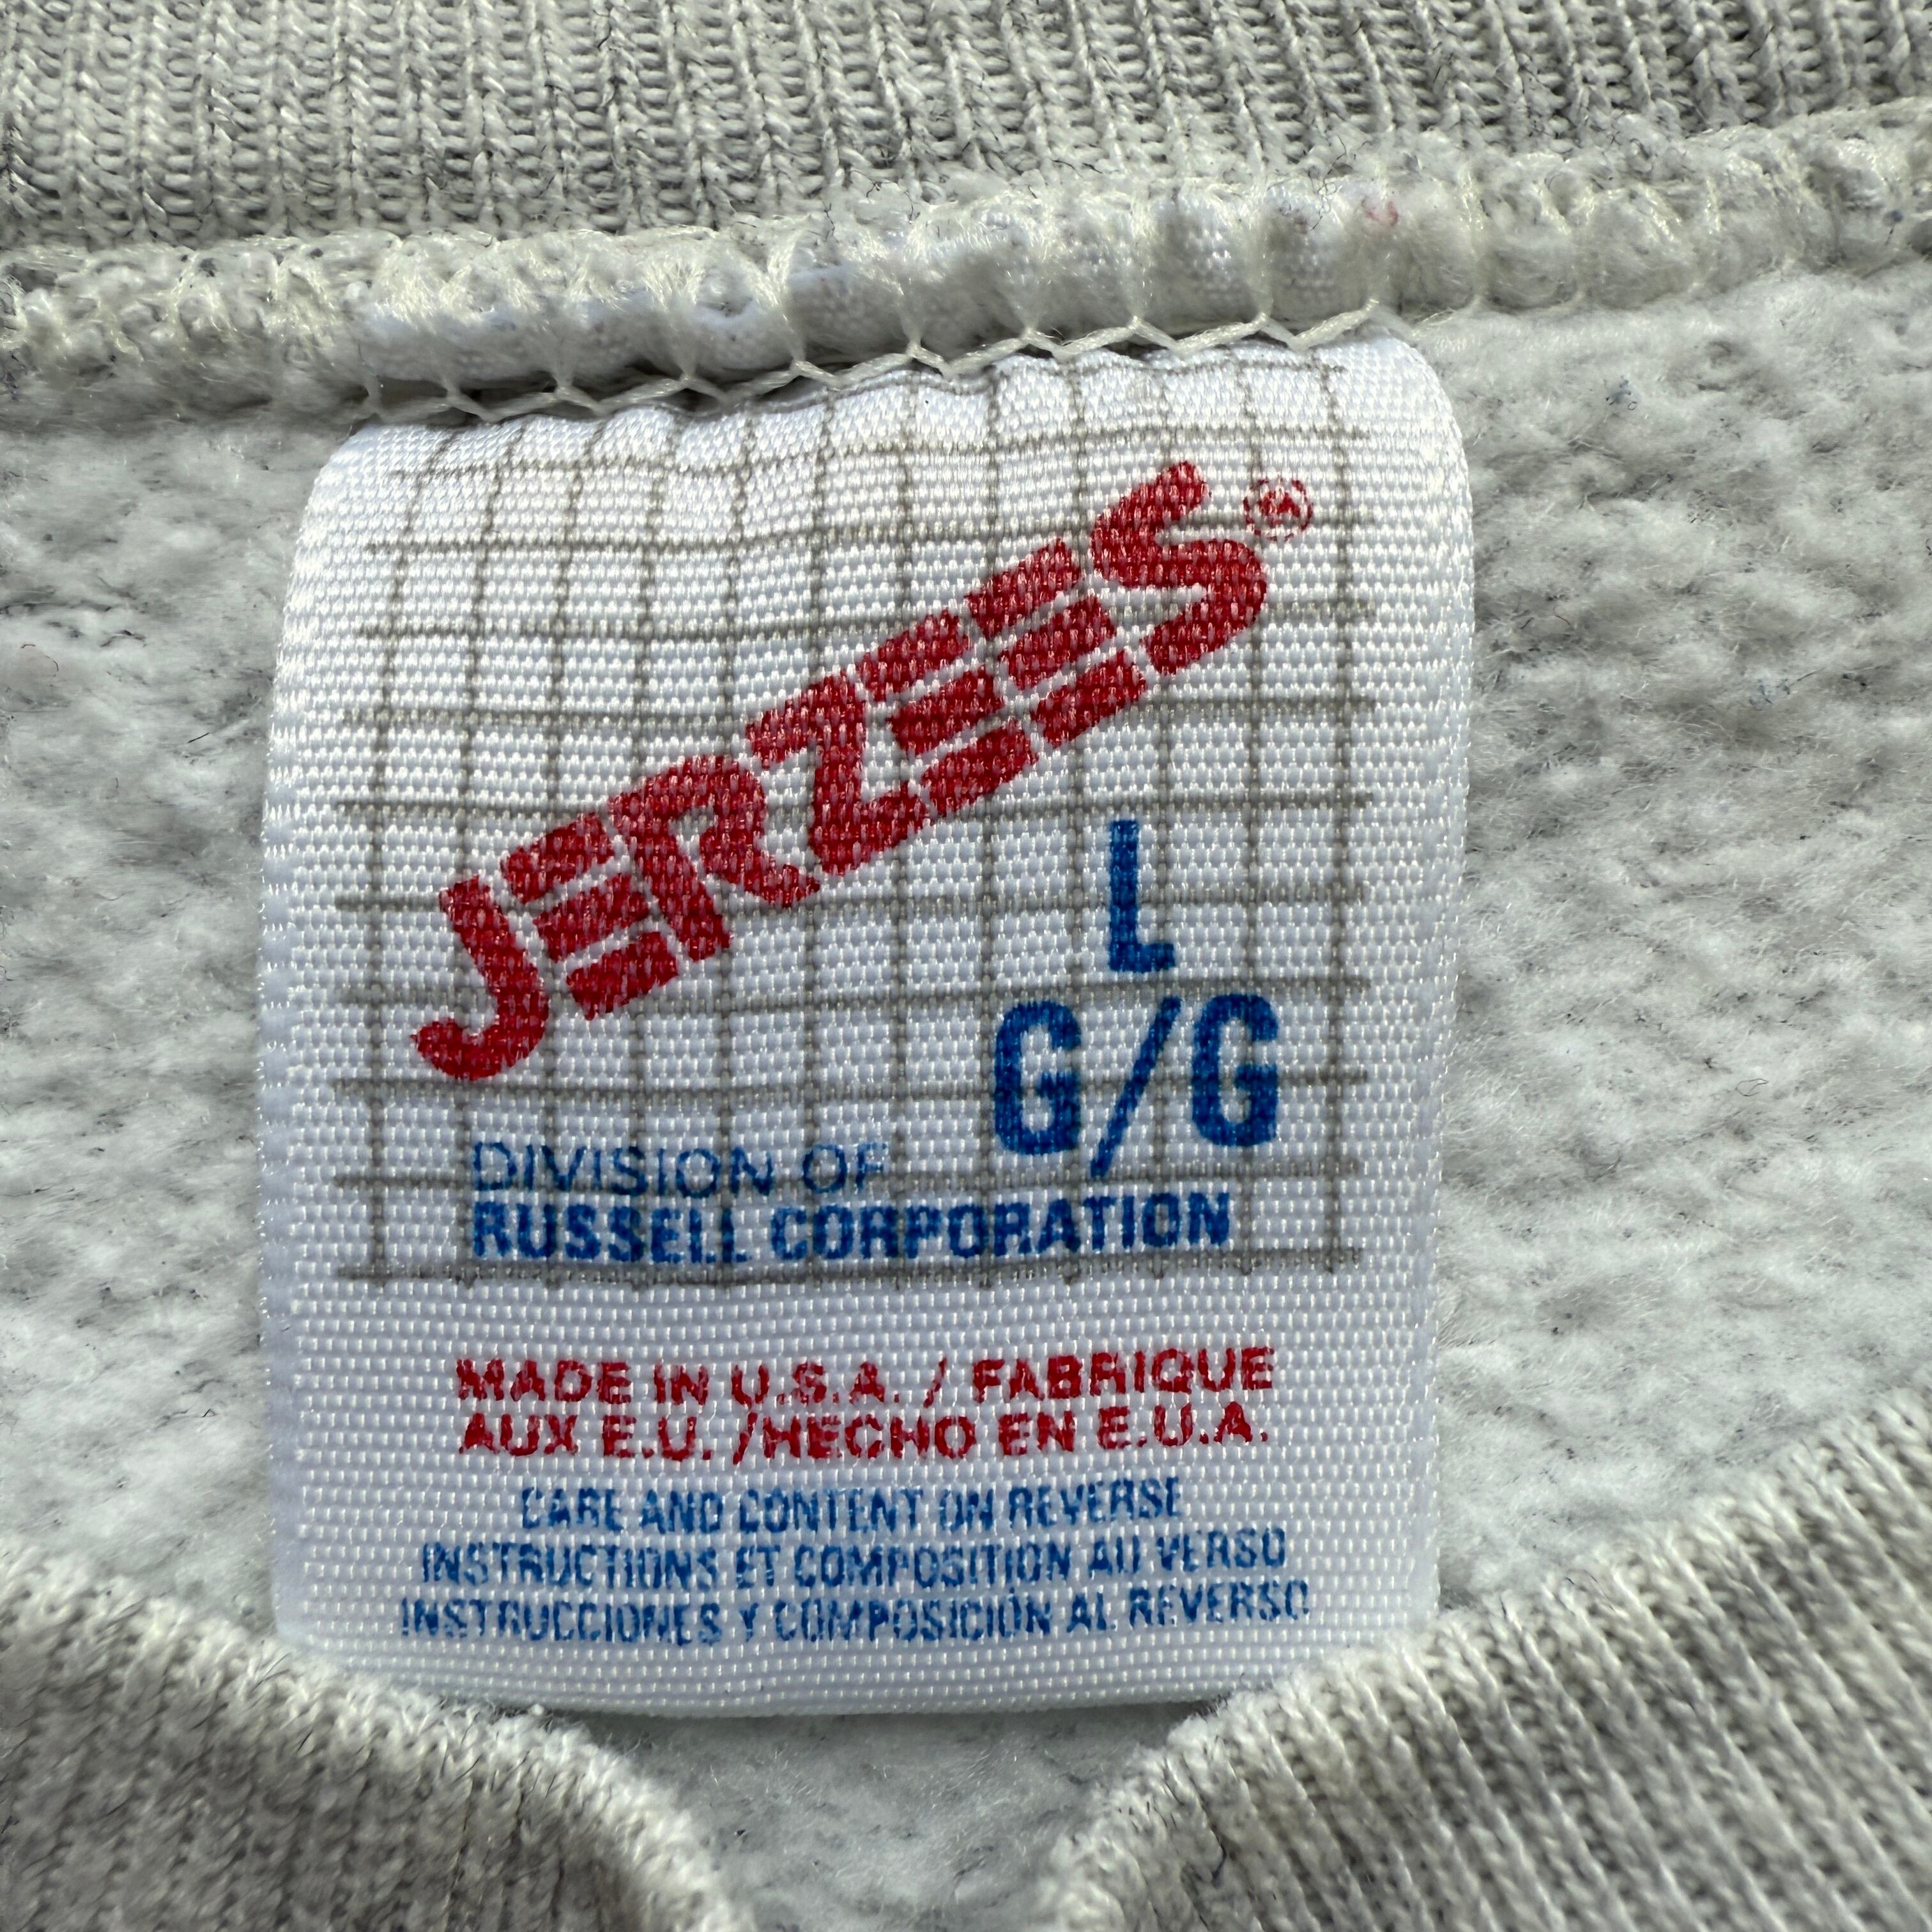 JERZEES
L
G/G
DIVISION OF
RUSSELL CORPORATION
MADE IN U.S.A. / FABRIQUE
AUX E.U. /HECHO EN E.U.A.
CARE AND CONTENT ON REVERSE
INSTRUCTIONS ET COMPOSITION AU VERSO
INSTRUCCIONES Y COMPOSICIÓN AL REVERSO